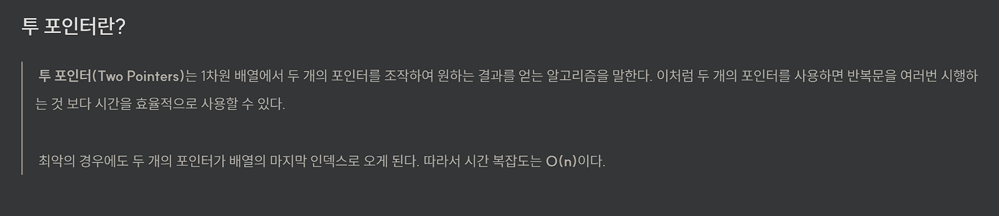 투 포인터란?
투 포인터(Two Pointers)는 1차원 배열에서 두 개의 포인터를 조작하여 원하는 결과를 얻는 알고리즘을 말한다. 이처럼 두 개의 포인터를 사용하면 반복문을 여러번 시행하
는 것 보다 시간을 효율적으로 사용할 수 있다.
최악의 경우에도 두 개의 포인터가 배열의 마지막 인덱스로 오게 된다. 따라서 시간 복잡도는 O(n)이다.